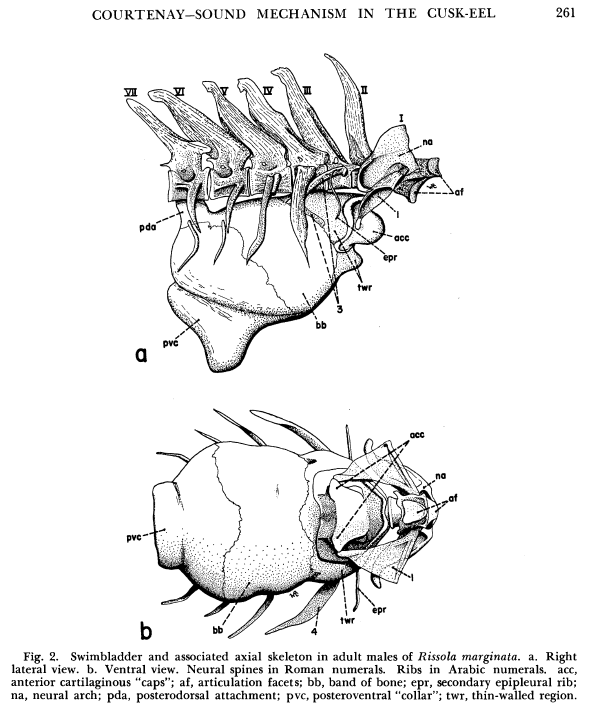 COURTENAY—SOUND MECHANISM IN THE CUSK-EEL 261
VII VI V IV III II
I
na
af
pda
1
acc
epr
twr
3
bb
pvc
a
acc
na
af
pvc
1
epr
bb
4
twr
b
Fig. 2. Swimbladder and associated axial skeleton in adult males of Rissola marginata. a. Right
lateral view. b. Ventral view. Neural spines in Roman numerals. Ribs in Arabic numerals. acc,
anterior cartilaginous "caps"; af, articulation facets; bb, band of bone; epr, secondary epipleural rib;
na, neural arch; pda, posterodorsal attachment; pvc, posteroventral "collar"; twr, thin-walled region.